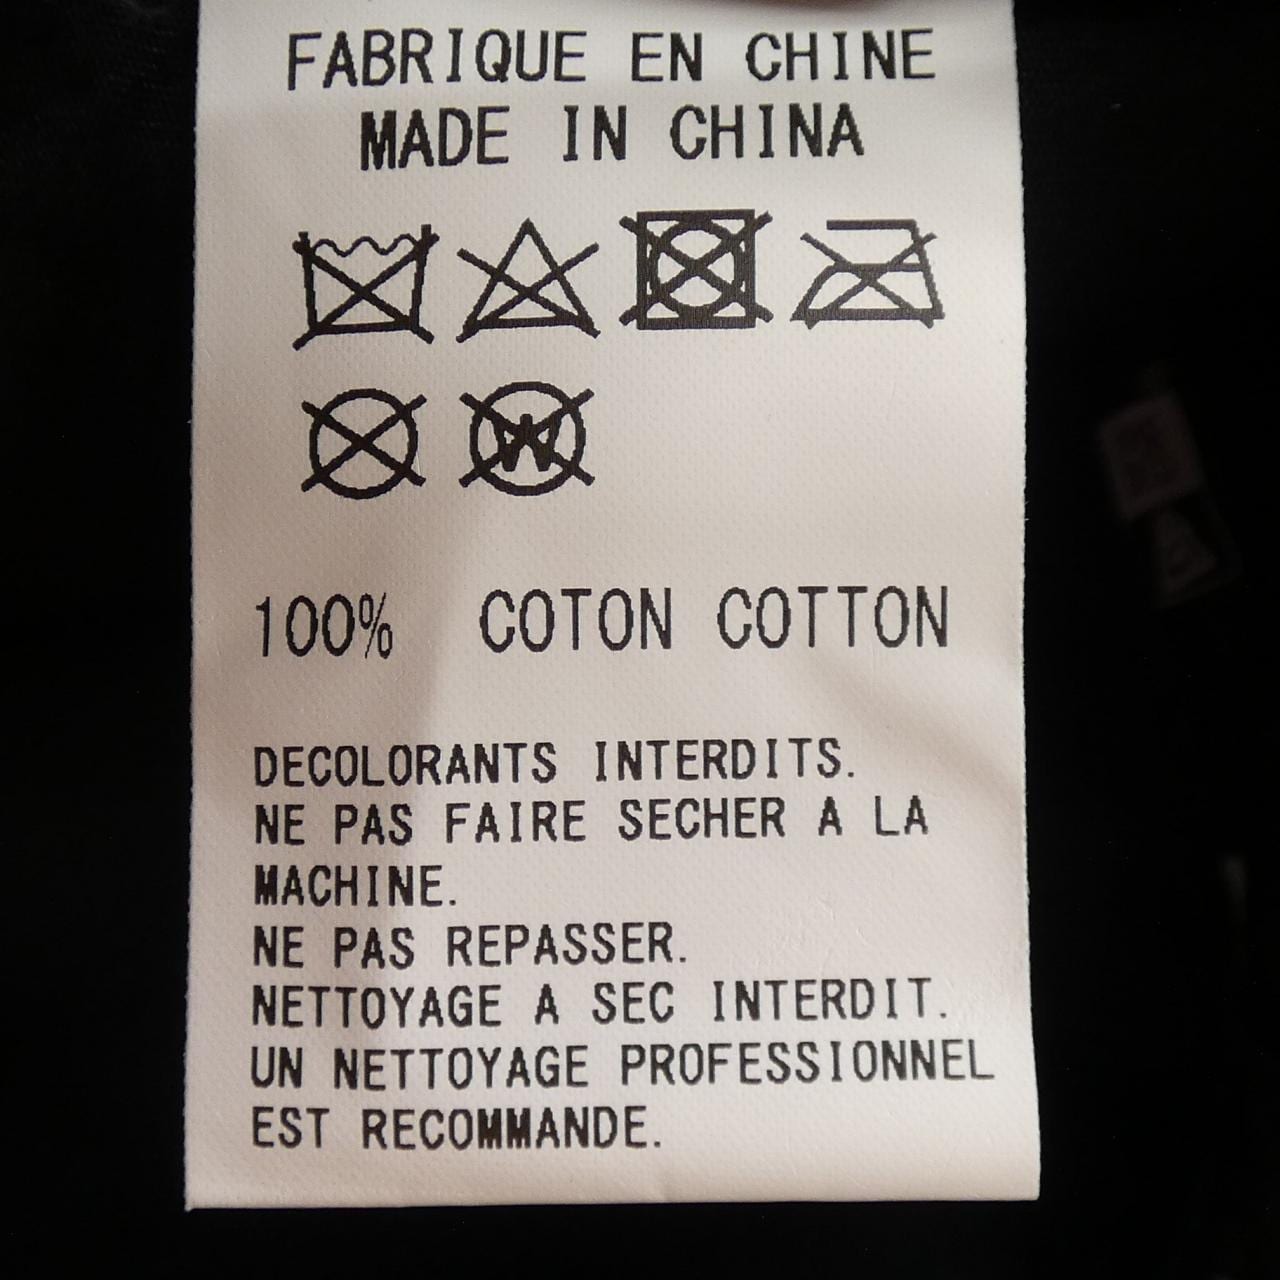 FABRIQUE EN CHINE
MADE IN CHINA
W
100% COTON COTTON
DECOLORANTS INTERDITS.
NE PAS FAIRE SECHER A LA
MACHINE.
NE PAS REPASSER.
NETTOYAGE A SEC INTERDIT.
UN NETTOYAGE PROFESSIONNEL
EST RECOMMANDE.